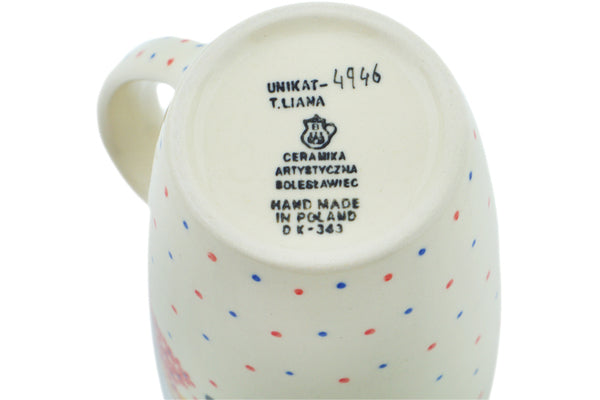 UNIKAT-4946
T.LIANA
CERAMIKA
ARTYSTYCZNA
BOLESŁAWIEC
HAND MADE
IN POLAND
DK-343